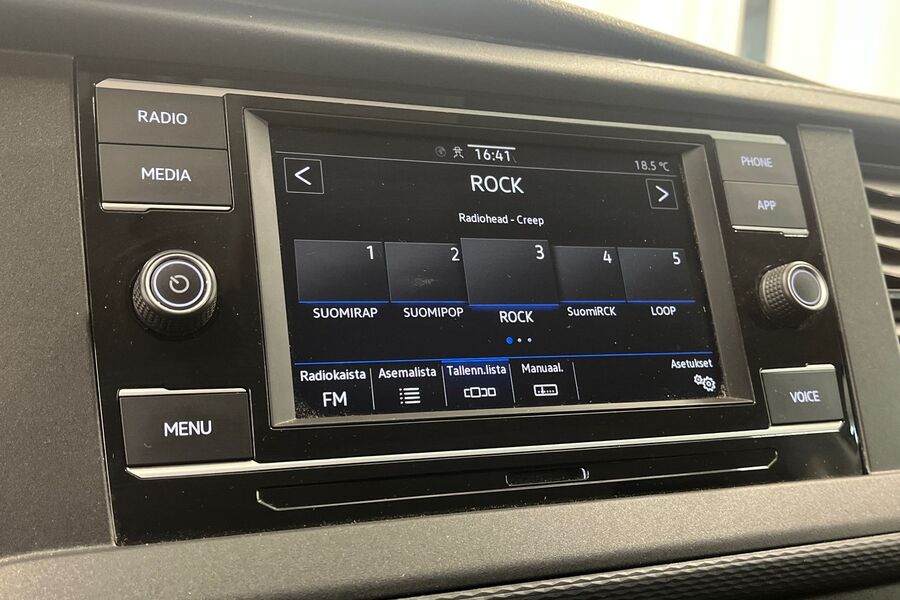 RADIO
MEDIA
MENU
16:41
18.5 °C
<
ROCK
>
Radiohead - Creep
1
2
3
4
5
SUOMIRAP
SUOMIPOP
ROCK
SuomiRCK
LOOP
Radiokaista
FM
Asemalista
Tallenn.lista
Manuaal.
Asetukset
PHONE
APP
VOICE